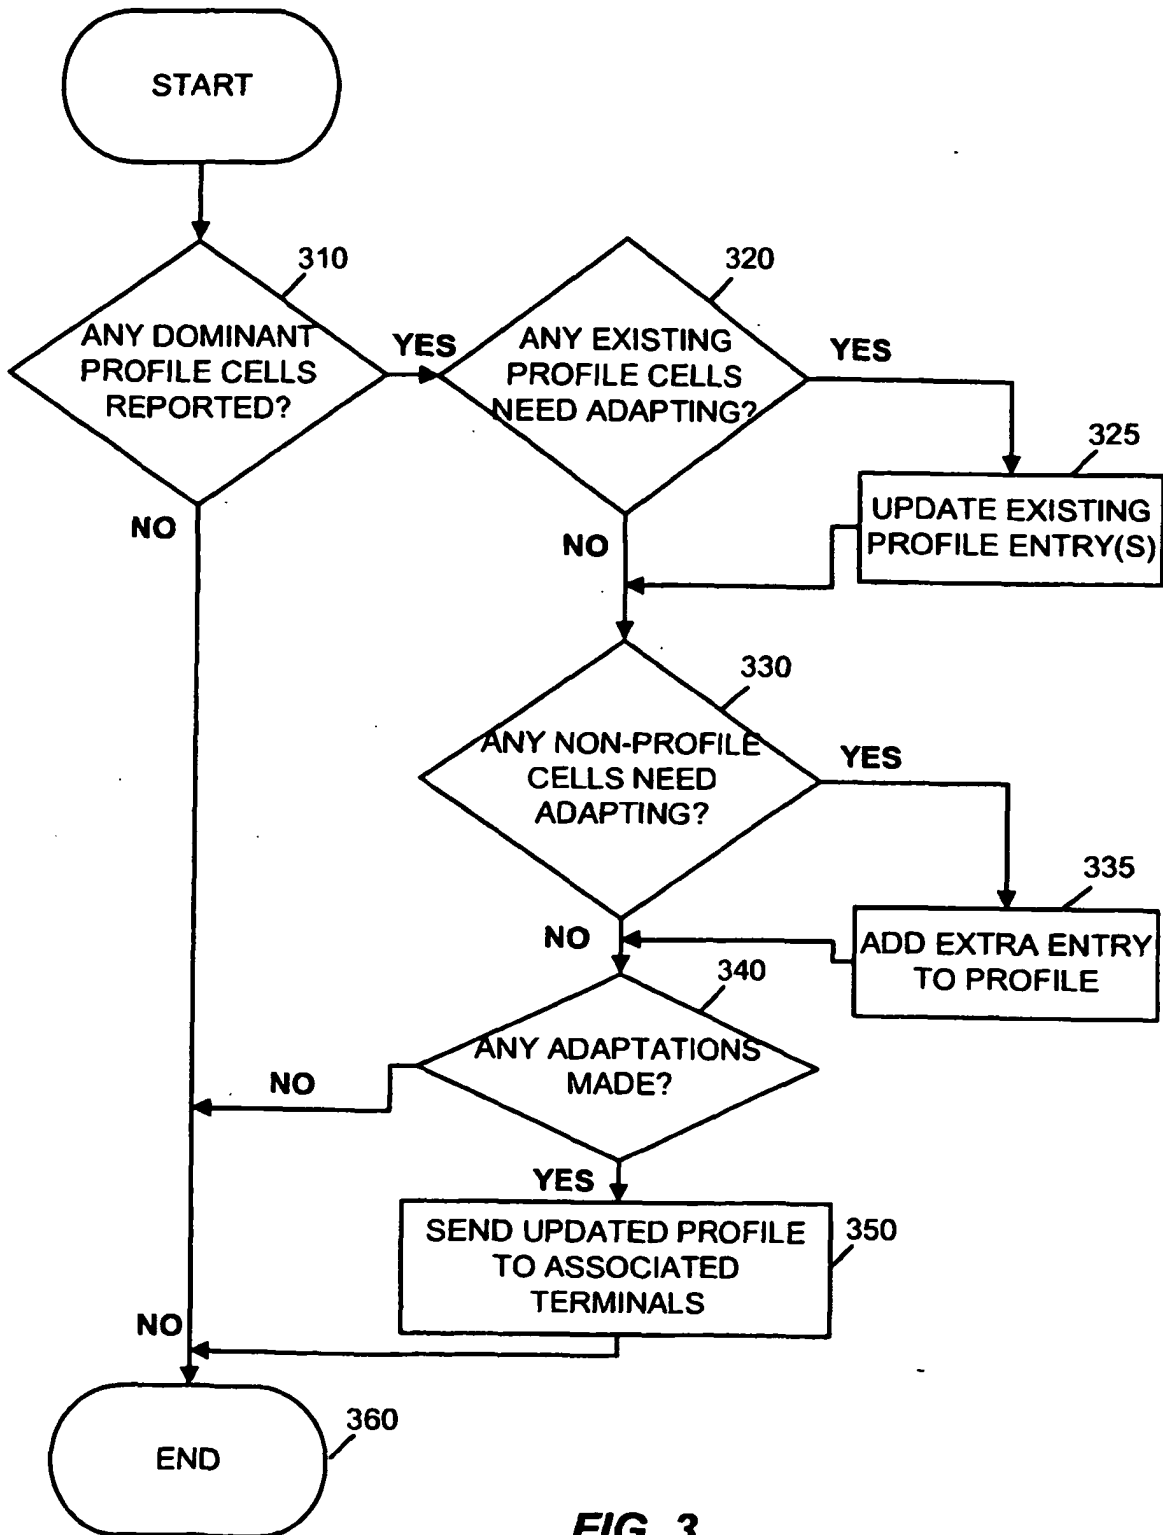 START
310
ANY DOMINANT
PROFILE CELLS
REPORTED?
YES
NO
320
ANY EXISTING
PROFILE CELLS
NEED ADAPTING?
YES
NO
325
UPDATE EXISTING
PROFILE ENTRY(S)
330
ANY NON-PROFILE
CELLS NEED
ADAPTING?
YES
NO
335
ADD EXTRA ENTRY
TO PROFILE
340
ANY ADAPTATIONS
MADE?
NO
YES
350
SEND UPDATED PROFILE
TO ASSOCIATED
TERMINALS
NO
360
END
FIG. 3